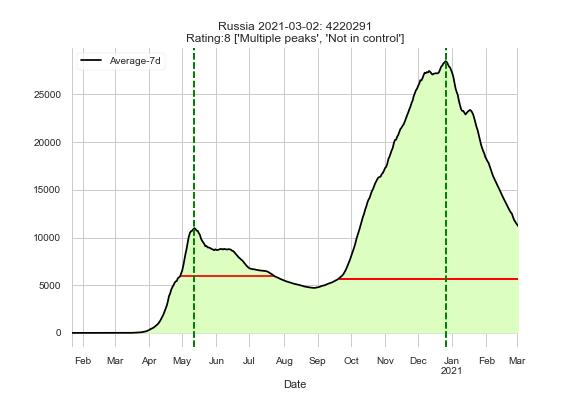 Russia 2021-03-02: 4220291
Rating:8 ['Multiple peaks', 'Not in control']
Average-7d
25000
20000
15000
10000
5000
0
Feb Mar Apr May Jun Jul Aug Sep Oct Nov Dec Jan Feb Mar
2021
Date